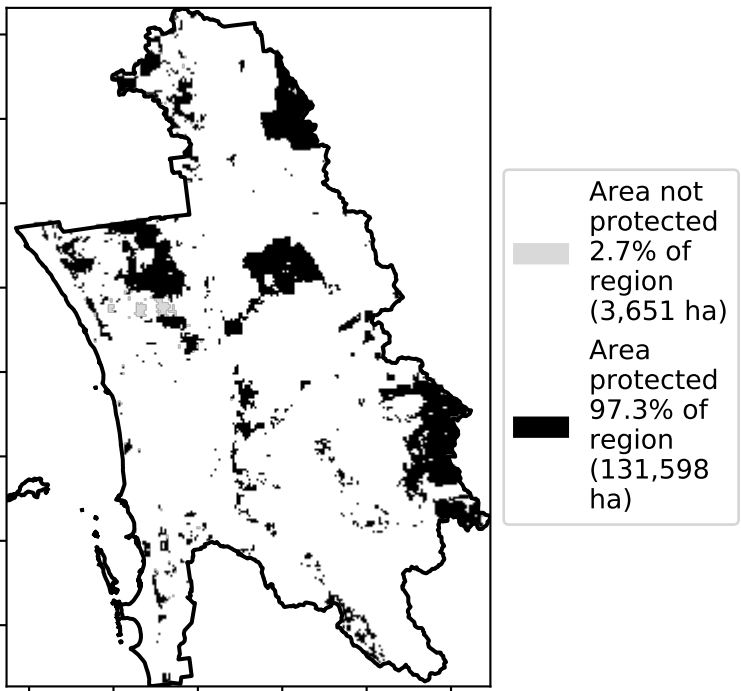 Area not
protected
2.7% of
region
(3,651 ha)
Area
protected
97.3% of
region
(131,598
ha)